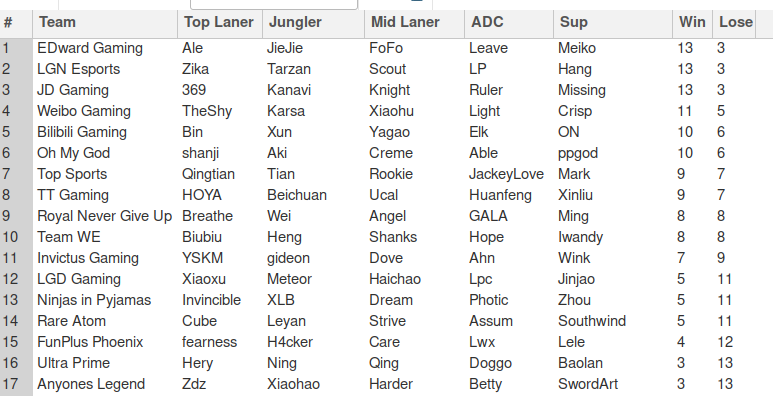 # Team Top Laner Jungler Mid Laner ADC Sup Win Lose
1 EDward Gaming Ale JieJie FoFo Leave Meiko 13 3
2 LGN Esports Zika Tarzan Scout LP Hang 13 3
3 JD Gaming 369 Kanavi Knight Ruler Missing 13 3
4 Weibo Gaming TheShy Karsa Xiaohu Light Crisp 11 5
5 Bilibili Gaming Bin Xun Yagao Elk ON 10 6
6 Oh My God shanji Aki Creme Able ppgod 10 6
7 Top Sports Qingtian Tian Rookie JackeyLove Mark 9 7
8 TT Gaming HOYA Beichuan Ucal Huanfeng Xinliu 9 7
9 Royal Never Give Up Breathe Wei Angel GALA Ming 8 8
10 Team WE Biubiu Heng Shanks Hope Iwandy 8 8
11 Invictus Gaming YSKM gideon Dove Ahn Wink 7 9
12 LGD Gaming Xiaoxu Meteor Haichao Lpc Jinjao 5 11
13 Ninjas in Pyjamas Invincible XLB Dream Photic Zhou 5 11
14 Rare Atom Cube Leyan Strive Assum Southwind 5 11
15 FunPlus Phoenix fearness H4cker Care Lwx Lele 4 12
16 Ultra Prime Hery Ning Qing Doggo Baolan 3 13
17 Anyones Legend Zdz Xiaohao Harder Betty SwordArt 3 13